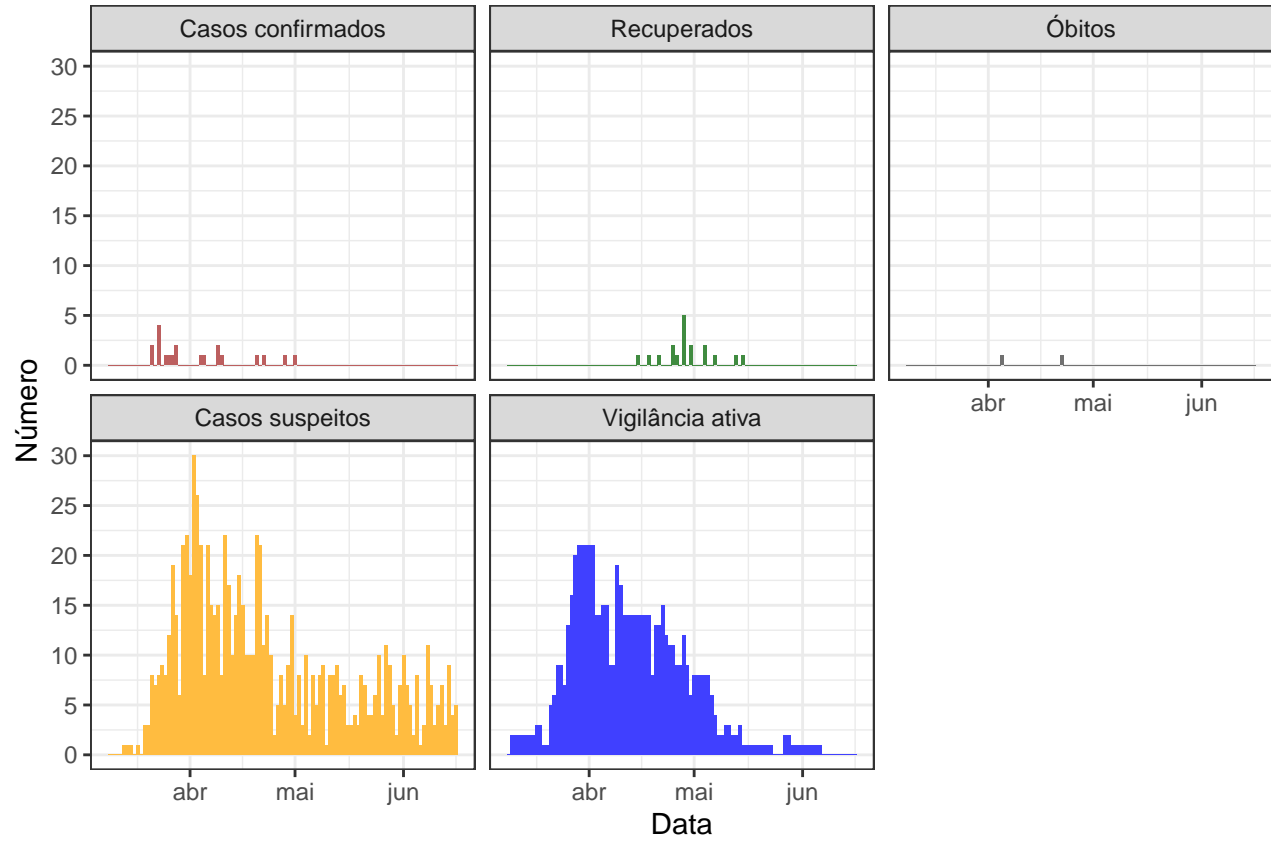 Casos confirmados
Recuperados
Óbitos
30
25
20
15
10
5
0
abr mai jun
Casos suspeitos
Vigilância ativa
30
25
20
15
10
5
0
abr mai jun
abr mai jun
Número
Data